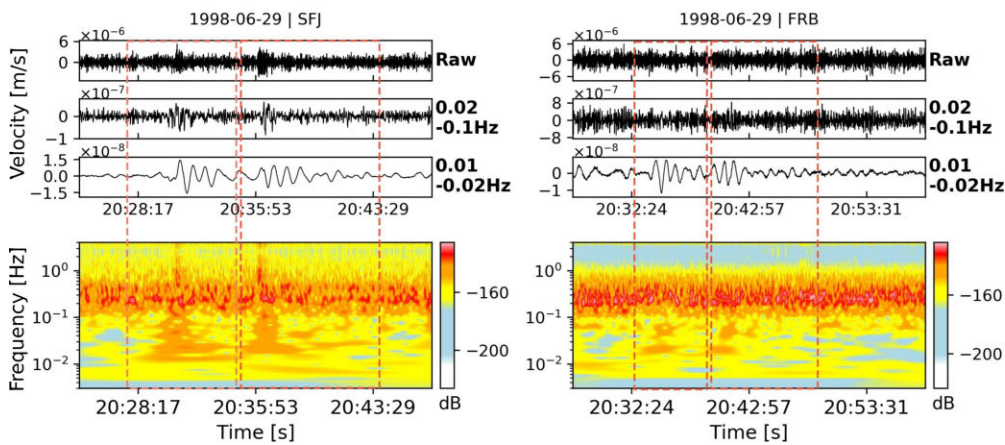 1998-06-29 | SFJ
×10⁻⁶
6
0
Raw
Velocity [m/s]
×10⁻⁷
0
−1
0.02
-0.1Hz
×10⁻⁸
1.5
0.0
−1.5
0.01
-0.02Hz
20:28:17 20:35:53 20:43:29
Frequency [Hz]
10⁰
10⁻¹
10⁻²
−160
−200
dB
20:28:17 20:35:53 20:43:29
Time [s]
1998-06-29 | FRB
×10⁻⁶
6
0
−6
Raw
×10⁻⁷
8
0
−8
0.02
-0.1Hz
×10⁻⁸
0
−1
0.01
-0.02Hz
20:32:24 20:42:57 20:53:31
10⁰
10⁻¹
10⁻²
−160
−200
dB
20:32:24 20:42:57 20:53:31
Time [s]